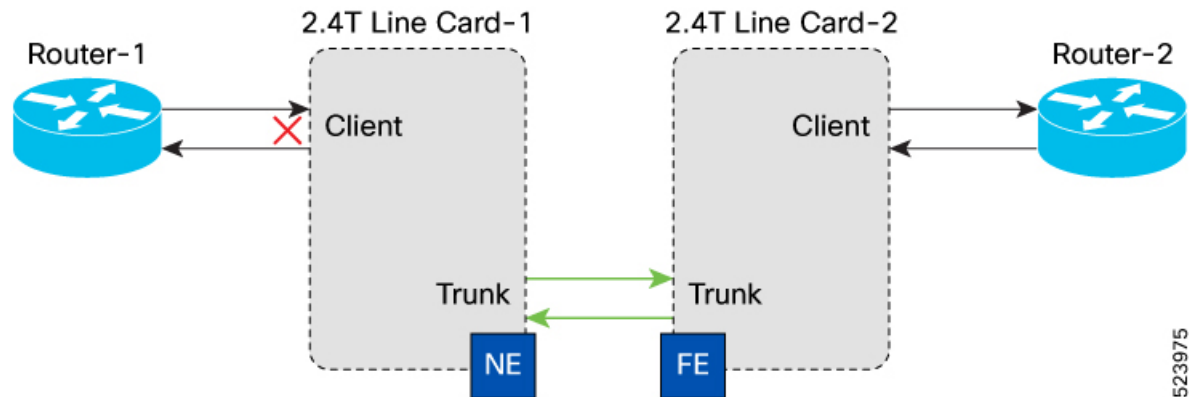 2.4T Line Card-1
2.4T Line Card-2
Router-1
Router-2
Client
Client
Trunk
Trunk
NE
FE
523975